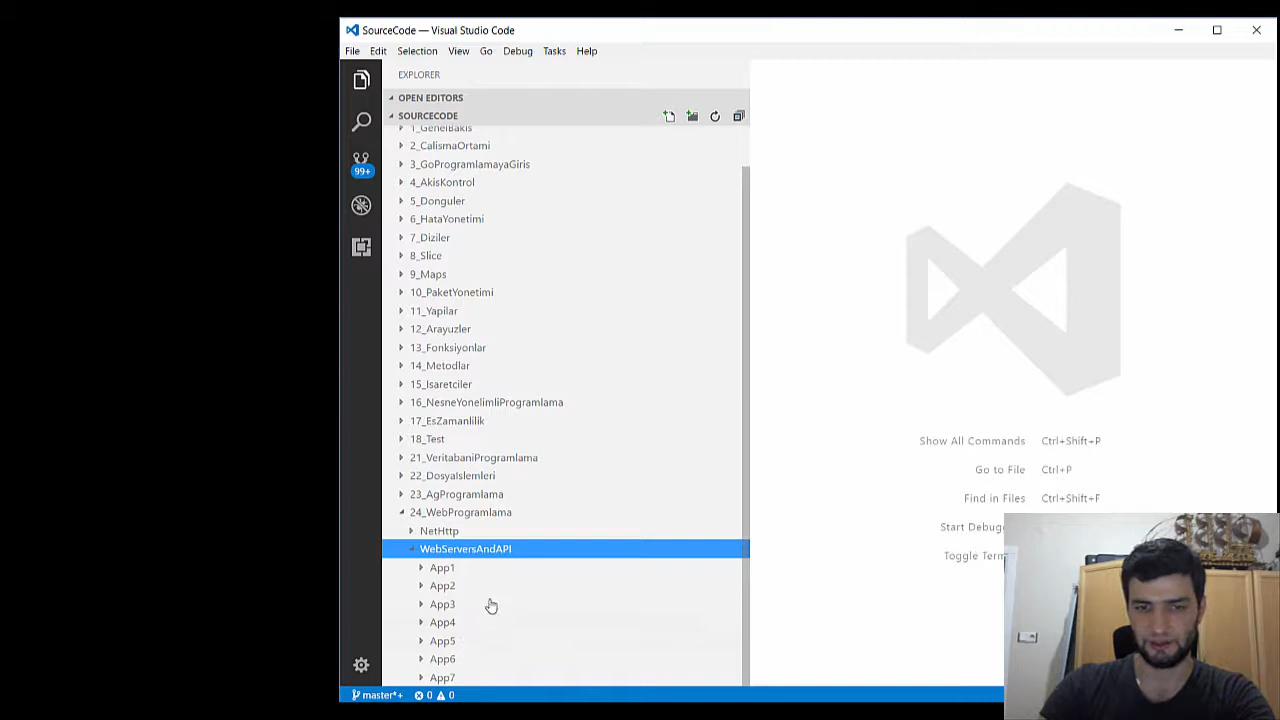 SourceCode — Visual Studio Code
File Edit Selection View Go Debug Tasks Help
EXPLORER
OPEN EDITORS
SOURCECODE
1_GenelBakis
2_CalismaOrtami
3_GoProgramlamayaGiris
99+
4_AkisKontrol
5_Donguler
6_HataYonetimi
7_Diziler
8_Slice
9_Maps
10_PaketYonetimi
11_Yapilar
12_Arayuzler
13_Fonksiyonlar
14_Metodlar
15_Isaretciler
16_NesneYonelimliProgramlama
17_EsZamanlilik
18_Test
21_VeritabaniProgramlama
22_DosyaIslemleri
23_AgProgramlama
24_WebProgramlama
NetHttp
WebServersAndAPI
App1
App2
App3
App4
App5
App6
App7
Show All Commands Ctrl+Shift+P
Go to File Ctrl+P
Find in Files Ctrl+Shift+F
Start
Toggle
master*+ 0 0